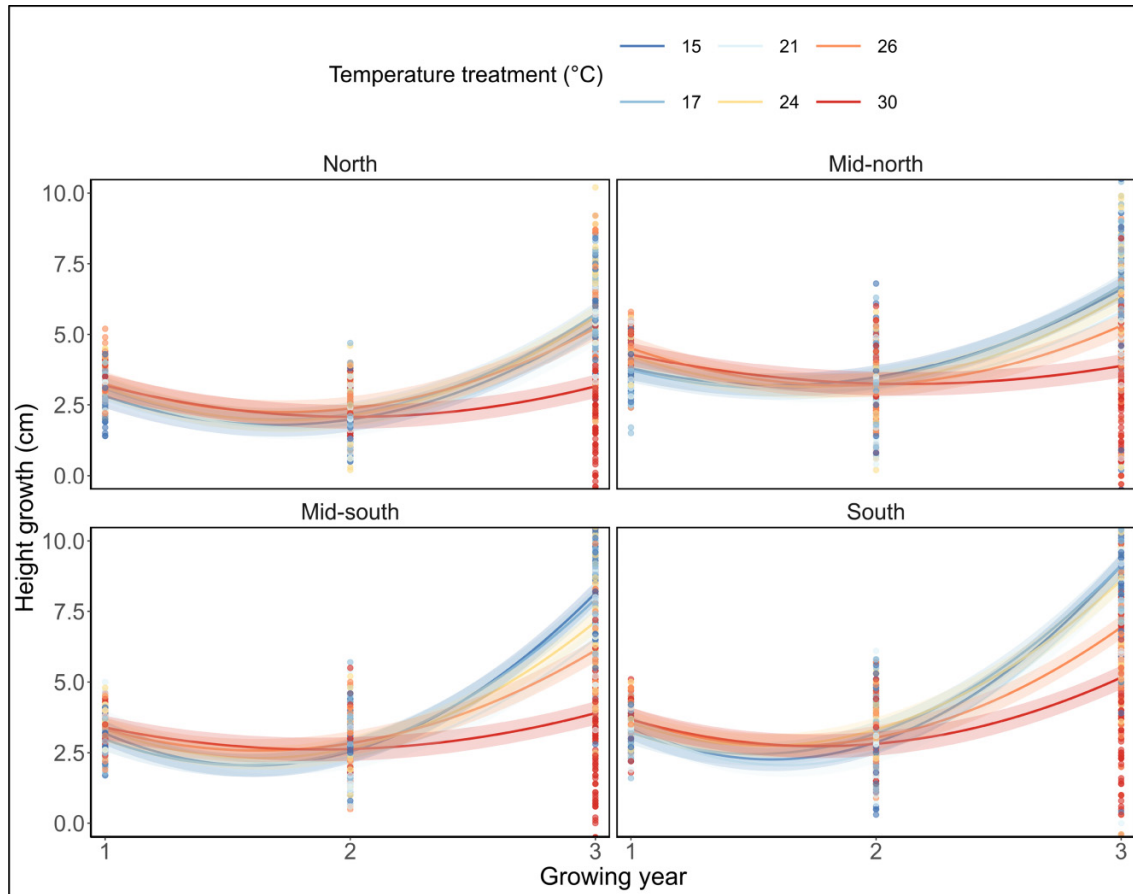 Temperature treatment (°C)
15 21 26
17 24 30
North Mid-north
10.0
7.5
5.0
2.5
0.0
Mid-south South
10.0
7.5
5.0
2.5
0.0
Height growth (cm)
1 2 3 1 2 3
Growing year